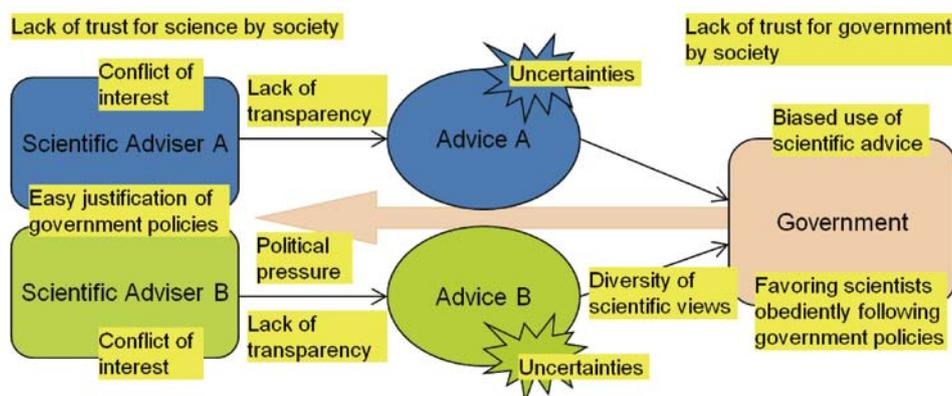 Lack of trust for science by society
Lack of trust for government
by society
Conflict of
interest
Scientific Adviser A
Lack of
transparency
Uncertainties
Advice A
Biased use of
scientific advice
Government
Easy justification of
government policies
Political
pressure
Scientific Adviser B
Lack of
transparency
Conflict of
interest
Advice B
Uncertainties
Diversity of
scientific views
Favoring scientists
obediently following
government policies